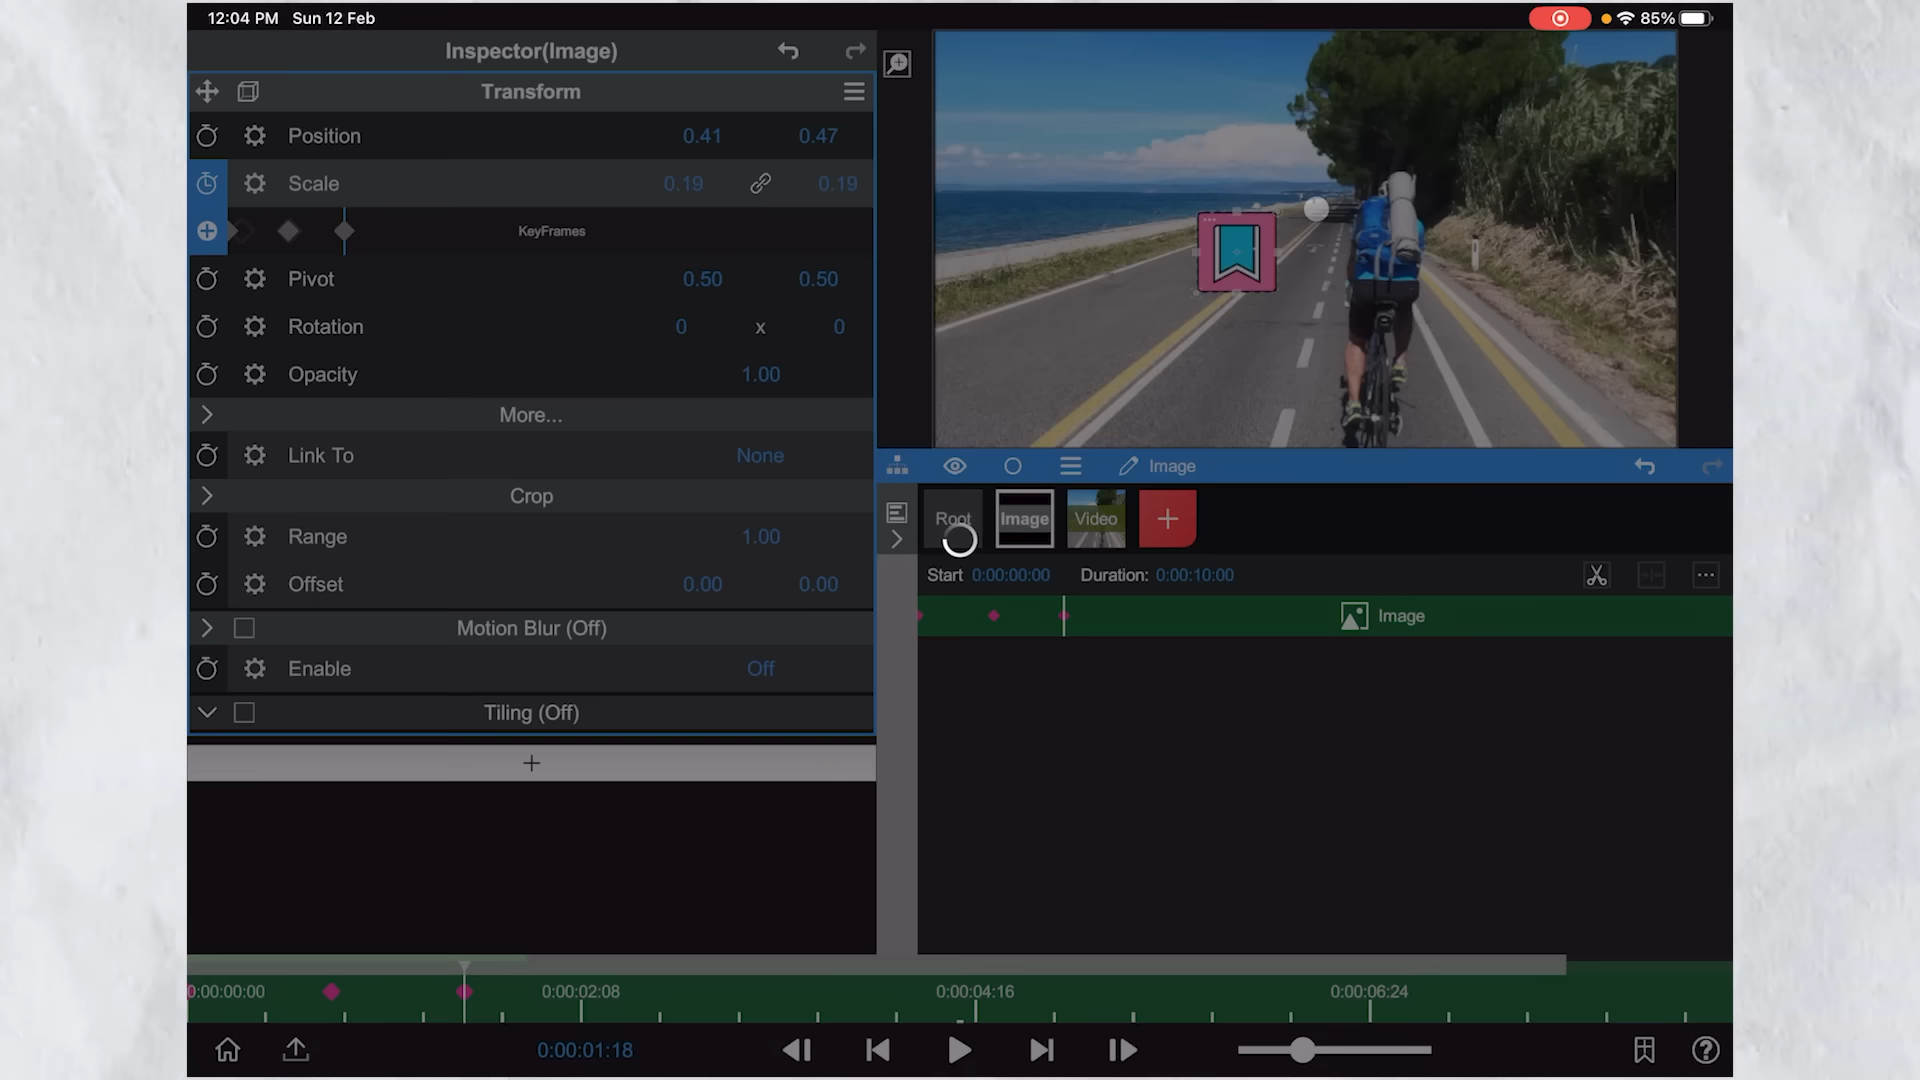 12:04 PM Sun 12 Feb
85%
Inspector(Image)
Transform
Position 0.41 0.47
Scale 0.19 0.19
KeyFrames
Pivot 0.50 0.50
Rotation 0 x 0
Opacity 1.00
More...
Link To None
Crop
Range 1.00
Offset 0.00 0.00
Motion Blur (Off)
Enable Off
Tiling (Off)
+
Image
Root Image Video +
Start 0:00:00:00 Duration: 0:00:10:00
Image
0:00:00:00 0:00:02:08 0:00:04:16 0:00:06:24
0:00:01:18
?